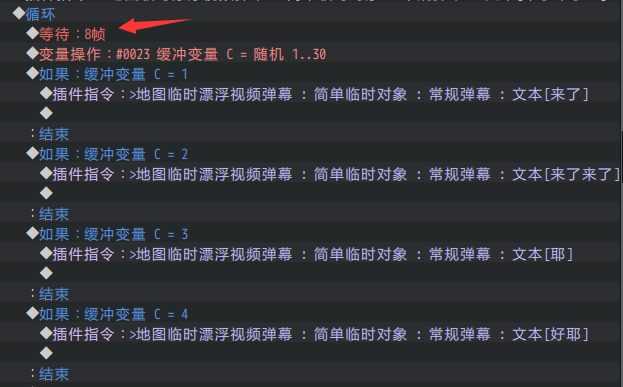 ◆循环
◆等待：8帧
◆变量操作：#0023 缓冲变量 C = 随机 1..30
◆如果：缓冲变量 C = 1
◆插件指令：>地图临时漂浮视频弹幕 : 简单临时对象 : 常规弹幕 : 文本[来了]
◆
：结束
◆如果：缓冲变量 C = 2
◆插件指令：>地图临时漂浮视频弹幕 : 简单临时对象 : 常规弹幕 : 文本[来了来了]
◆
：结束
◆如果：缓冲变量 C = 3
◆插件指令：>地图临时漂浮视频弹幕 : 简单临时对象 : 常规弹幕 : 文本[耶]
◆
：结束
◆如果：缓冲变量 C = 4
◆插件指令：>地图临时漂浮视频弹幕 : 简单临时对象 : 常规弹幕 : 文本[好耶]
◆
：结束